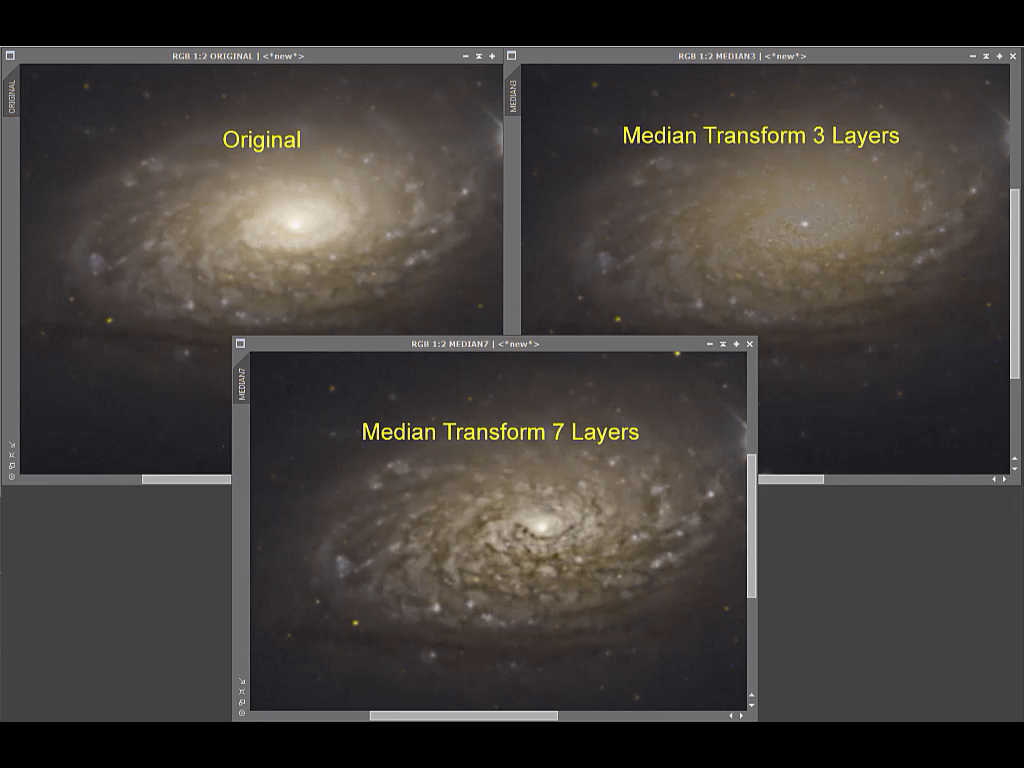 RGB 1:2 ORIGINAL | <*new*>
ORIGINAL
Original
RGB 1:2 MEDIAN3 | <*new*>
MEDIAN3
Median Transform 3 Layers
RGB 1:2 MEDIAN7 | <*new*>
MEDIAN7
Median Transform 7 Layers